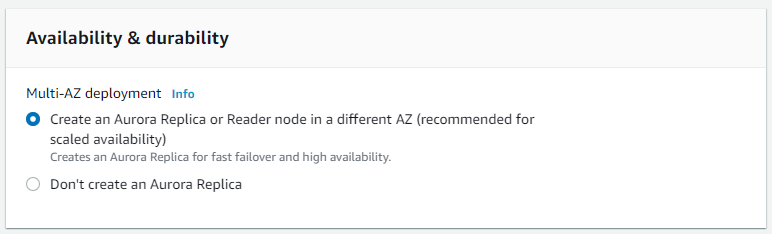 Availability & durability
Multi-AZ deployment Info
Create an Aurora Replica or Reader node in a different AZ (recommended for
scaled availability)
Creates an Aurora Replica for fast failover and high availability.
Don't create an Aurora Replica